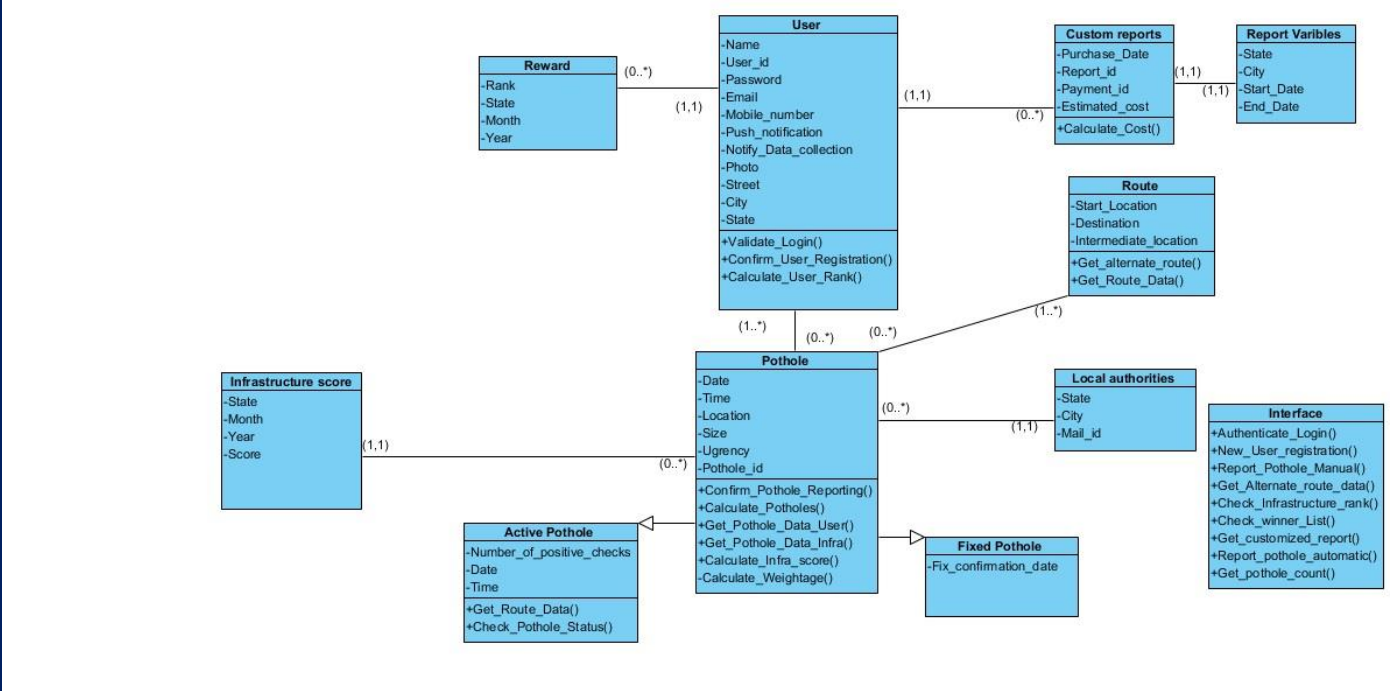 User
-Name
-User_id
-Password
-Email
-Mobile_number
-Push_notification
-Notify_Data_collection
-Photo
-Street
-City
-State
+Validate_Login()
+Confirm_User_Registration()
+Calculate_User_Rank()
Reward
-Rank
-State
-Month
-Year
(0..*)
(1,1)
(1,1)
(0..*)
Custom reports
-Purchase_Date
-Report_id
-Payment_id
-Estimated_cost
+Calculate_Cost()
(1,1)
(1,1)
Report Varibles
-State
-City
-Start_Date
-End_Date
Route
-Start_Location
-Destination
-Intermediate_location
+Get_alternate_route()
+Get_Route_Data()
(1..*)
(0..*)
(0..*)
(1..*)
Pothole
-Date
-Time
-Location
-Size
-Ugrency
-Pothole_id
+Confirm_Pothole_Reporting()
+Calculate_Potholes()
+Get_Pothole_Data_User()
+Get_Pothole_Data_Infra()
+Calculate_Infra_score()
-Calculate_Weightage()
Infrastructure score
-State
-Month
-Year
-Score
(1,1)
(0..*)
(0..*)
(1,1)
Local authorities
-State
-City
-Mail_id
Interface
+Authenticate_Login()
+New_User_registration()
+Report_Pothole_Manual()
+Get_Alternate_route_data()
+Check_Infrastructure_rank()
+Check_winner_List()
+Get_customized_report()
+Report_pothole_automatic()
+Get_pothole_count()
Active Pothole
-Number_of_positive_checks
-Date
-Time
+Get_Route_Data()
+Check_Pothole_Status()
Fixed Pothole
-Fix_confirmation_date